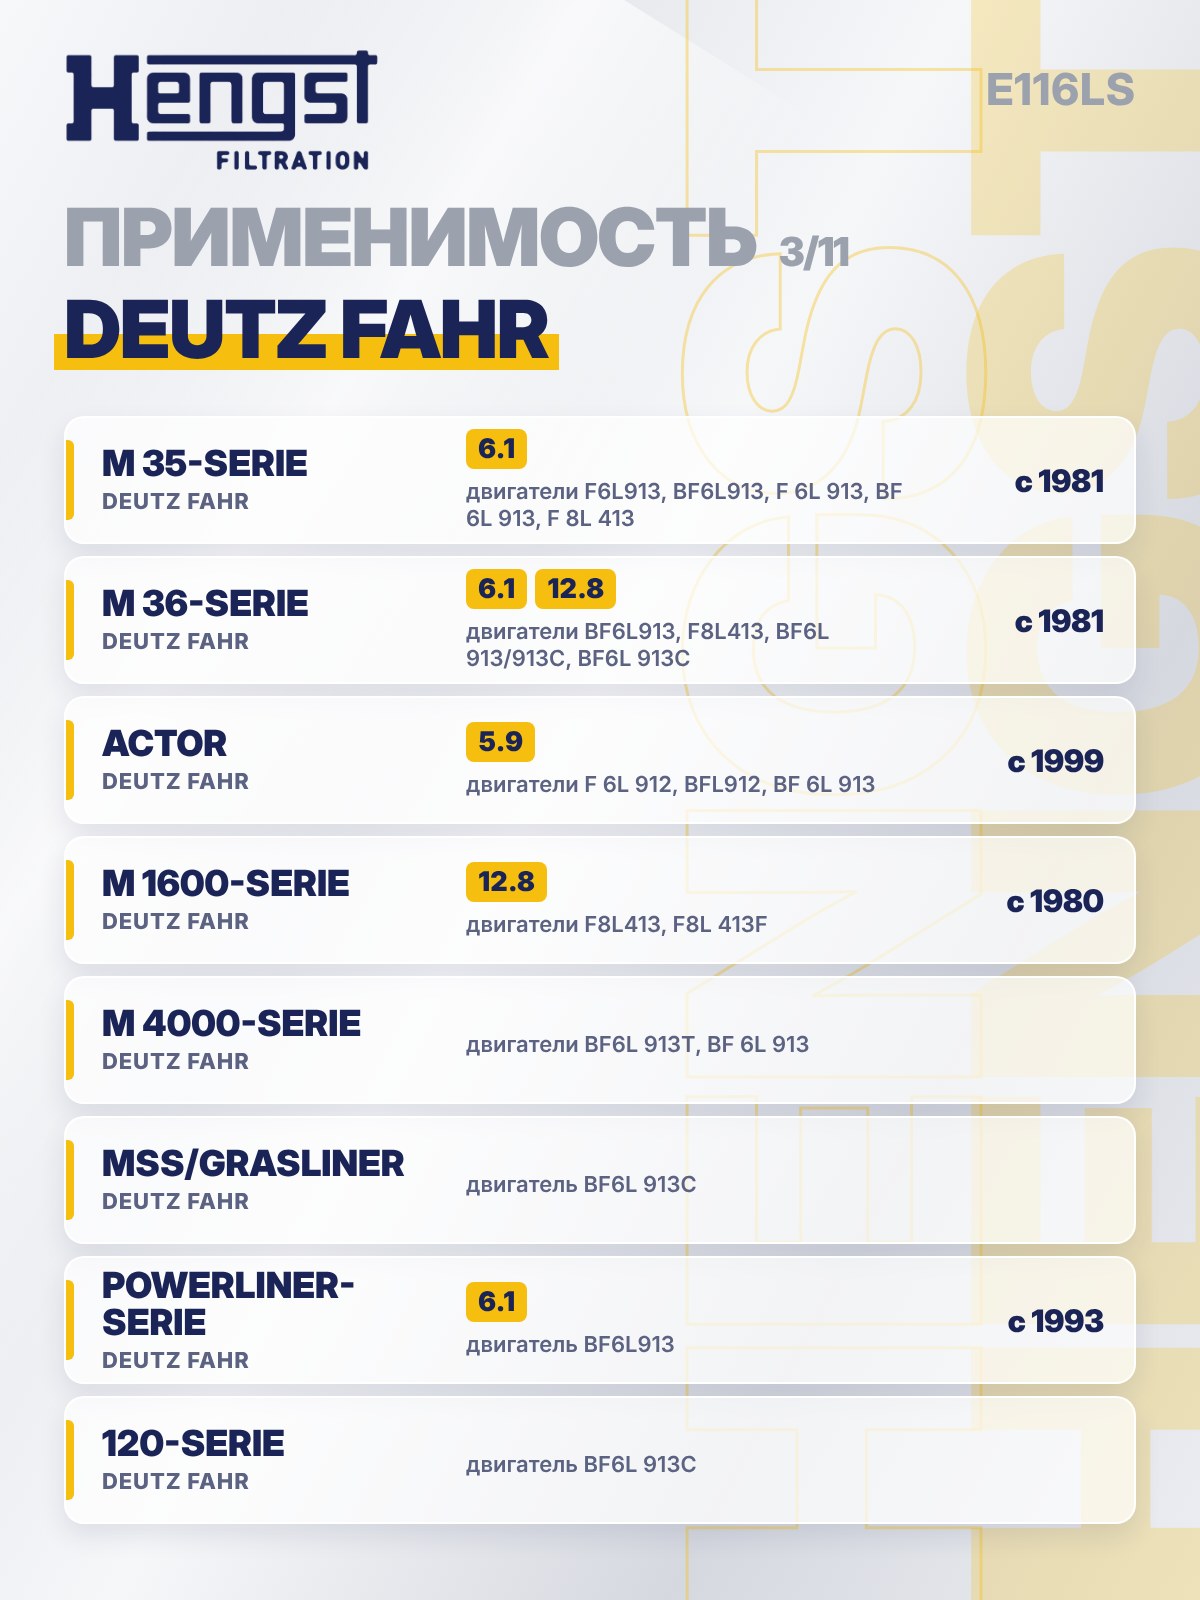 Hengst
FILTRATION
E116LS
ПРИМЕНИМОСТЬ 3/11
DEUTZ FAHR
M 35-SERIE
DEUTZ FAHR
6.1
двигатели F6L913, BF6L913, F 6L 913, BF
6L 913, F 8L 413
с 1981
M 36-SERIE
DEUTZ FAHR
6.1 12.8
двигатели BF6L913, F8L413, BF6L
913/913C, BF6L 913C
с 1981
ACTOR
DEUTZ FAHR
5.9
двигатели F 6L 912, BFL912, BF 6L 913
с 1999
M 1600-SERIE
DEUTZ FAHR
12.8
двигатели F8L413, F8L 413F
с 1980
M 4000-SERIE
DEUTZ FAHR
двигатели BF6L 913T, BF 6L 913
MSS/GRASLINER
DEUTZ FAHR
двигатель BF6L 913C
POWERLINER-
SERIE
DEUTZ FAHR
6.1
двигатель BF6L913
с 1993
120-SERIE
DEUTZ FAHR
двигатель BF6L 913C
HENGST
HENGST